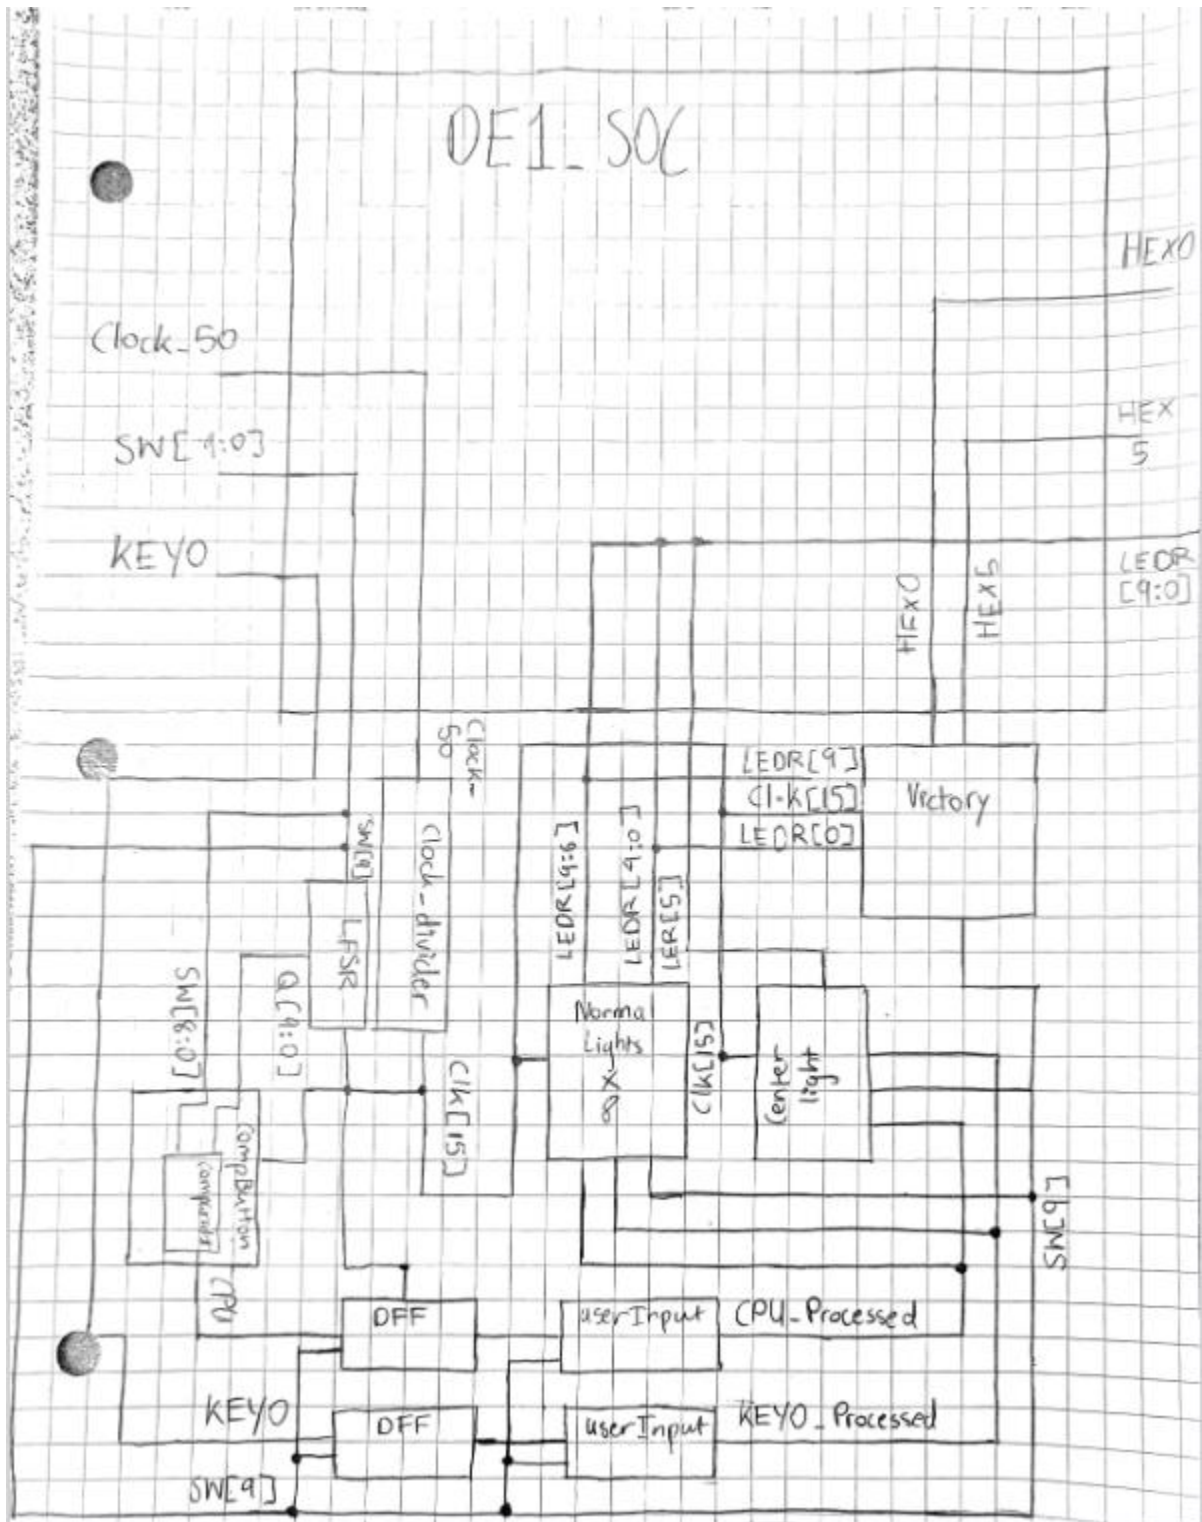 DE1_SOC
HEX0
Clock_50
HEX
5
SW[9:0]
KEY0
LEDR
[9:0]
HEX0
HEX5
Clock-
50
LEDR[9]
Clk[15]
LEDR[0]
Victory
SW[9]
Clock-divider
LFSR
LEDR[9:6]
LEDR[4:0]
LER[5]
SW[8:0]
Q[9:0]
Clk[15]
Normal
Lights
x8
Clk[15]
Center
light
CompButton
SW[9]
CPU
DFF
userInput
CPU_Processed
KEY0
DFF
userInput
KEY0_Processed
SW[9]